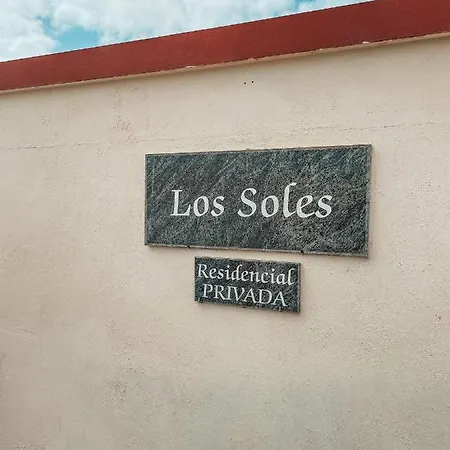 Los Soles
Residencial
PRIVADA